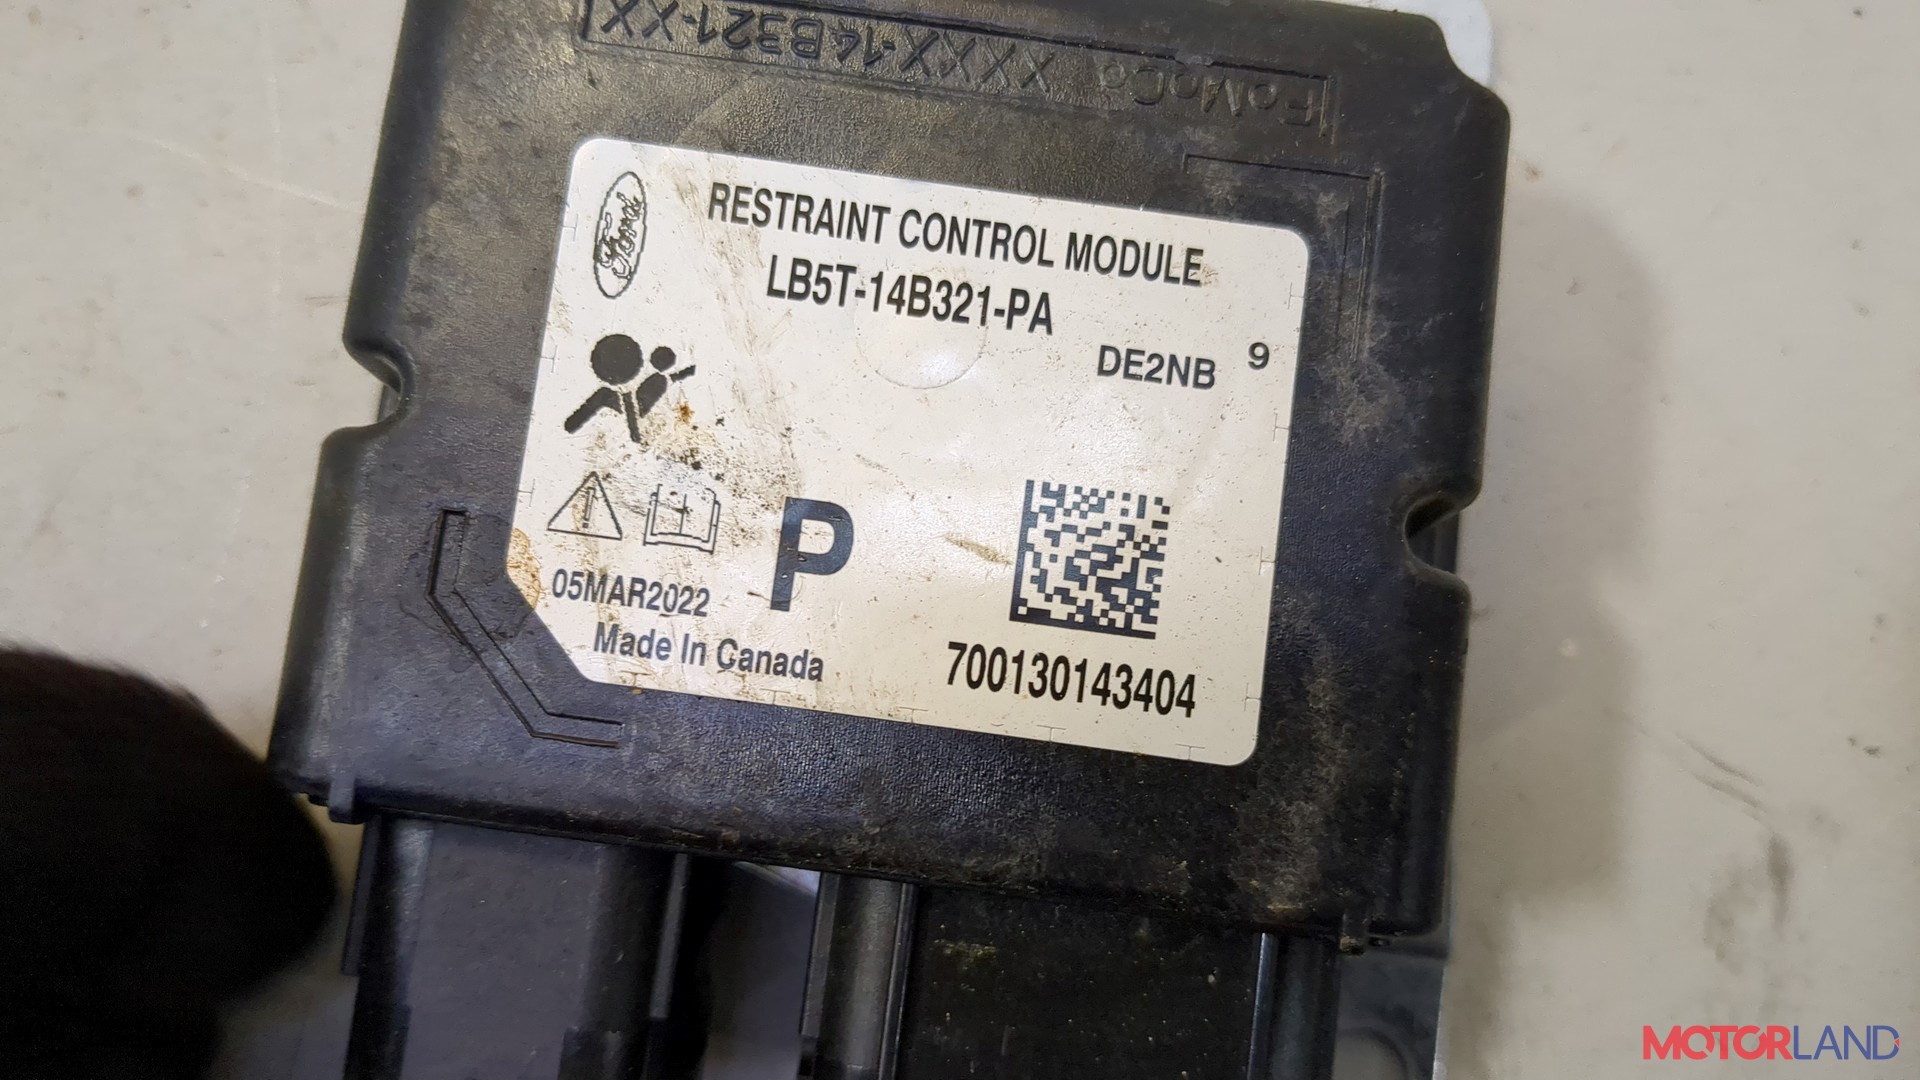 FoMoCo XXXX-14B321-XX
Ford
RESTRAINT CONTROL MODULE
LB5T-14B321-PA
DE2NB 9
P
05MAR2022
Made In Canada
700130143404
MOTORLAND